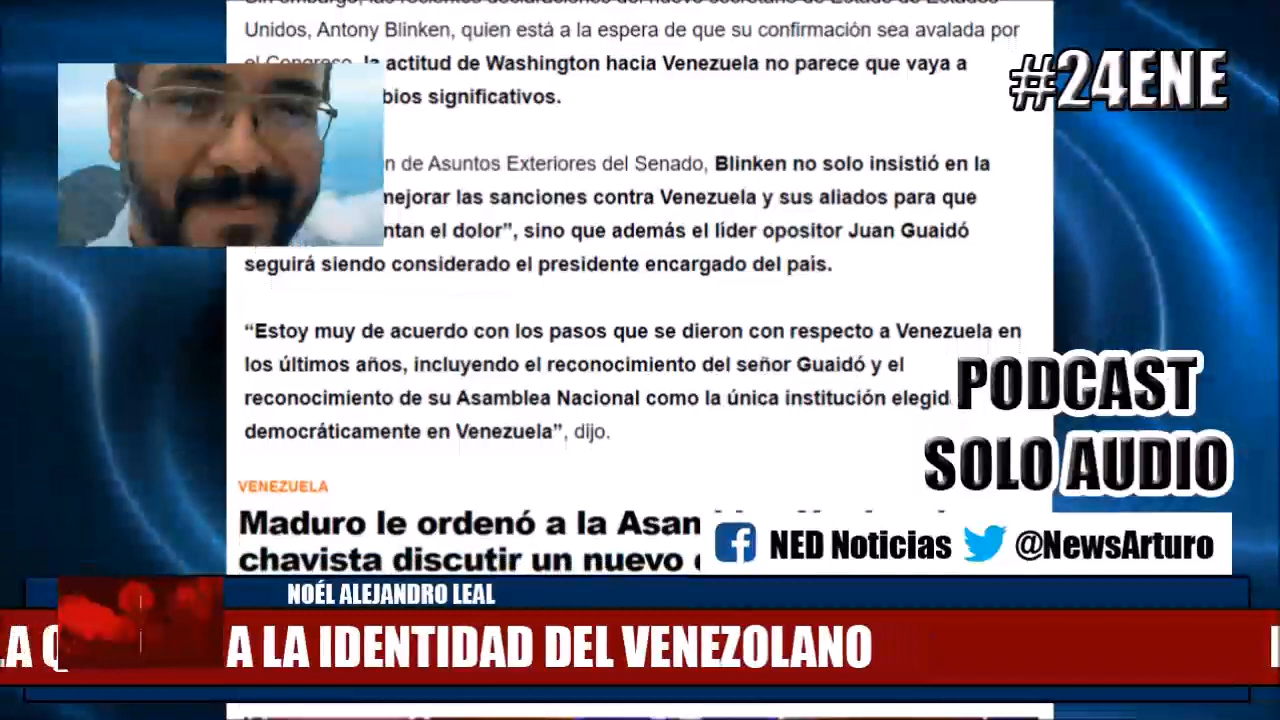 Unidos, Antony Blinken, quien está a la espera de que su confirmación sea avalada por
el Congreso, la actitud de Washington hacia Venezuela no parece que vaya a
bios significativos.
n de Asuntos Exteriores del Senado, Blinken no solo insistió en la
mejorar las sanciones contra Venezuela y sus aliados para que
ntan el dolor”, sino que además el líder opositor Juan Guaidó
seguirá siendo considerado el presidente encargado del país.
“Estoy muy de acuerdo con los pasos que se dieron con respecto a Venezuela en
los últimos años, incluyendo el reconocimiento del señor Guaidó y el
reconocimiento de su Asamblea Nacional como la única institución elegid
democráticamente en Venezuela”, dijo.
VENEZUELA
Maduro le ordenó a la Asam
chavista discutir un nuevo
#24ENE
PODCAST
SOLO AUDIO
NED Noticias @NewsArturo
NOÉL ALEJANDRO LEAL
LA Q A LA IDENTIDAD DEL VENEZOLANO